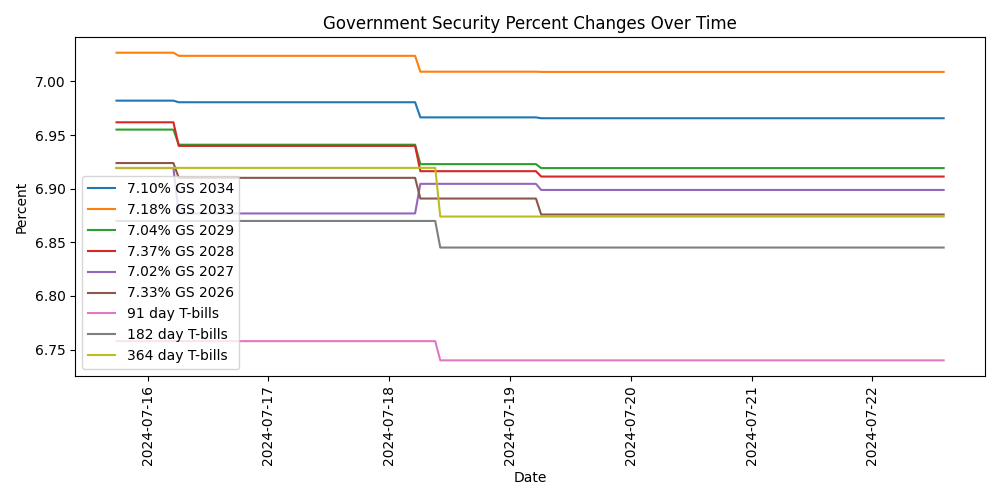 Government Security Percent Changes Over Time
Percent
7.00
6.95
6.90
6.85
6.80
6.75
7.10% GS 2034
7.18% GS 2033
7.04% GS 2029
7.37% GS 2028
7.02% GS 2027
7.33% GS 2026
91 day T-bills
182 day T-bills
364 day T-bills
2024-07-16
2024-07-17
2024-07-18
2024-07-19
2024-07-20
2024-07-21
2024-07-22
Date